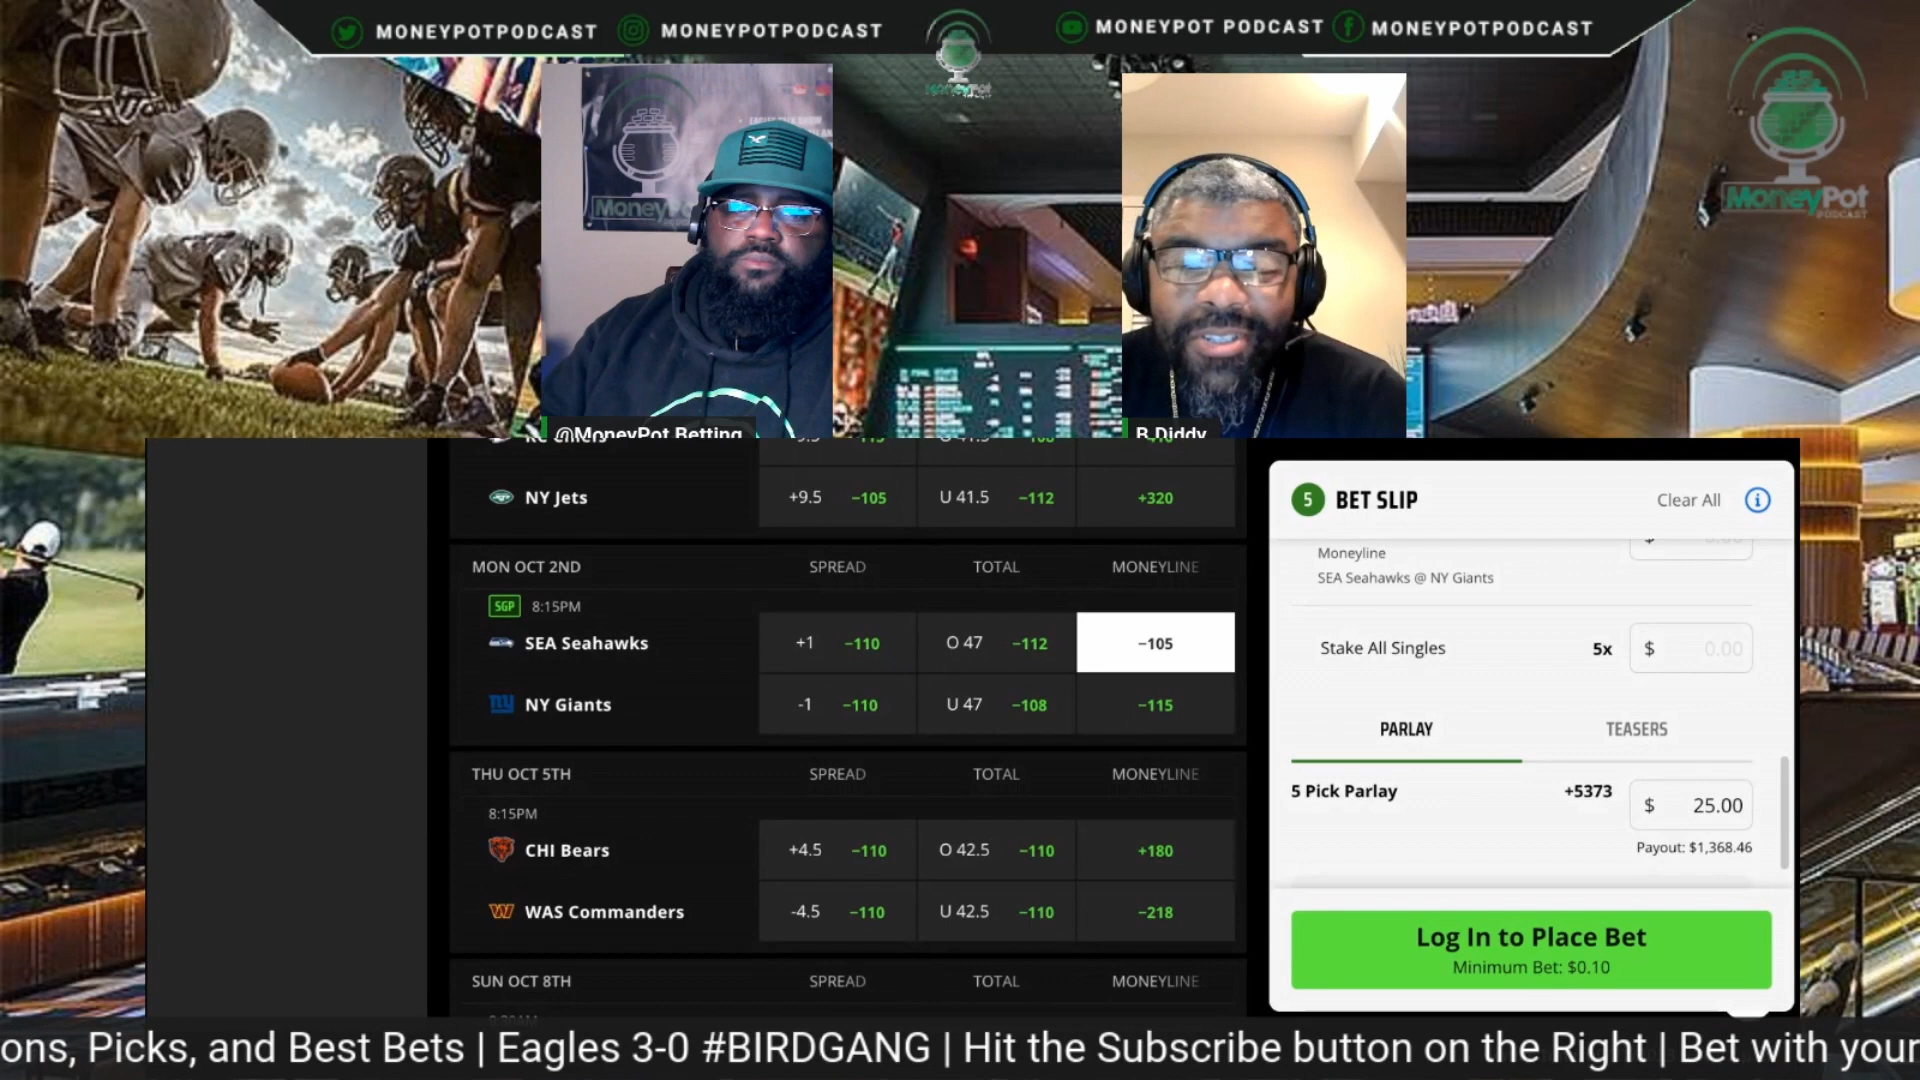 MONEYPOTPODCAST
MONEYPOTPODCAST
MONEYPOT PODCAST
MONEYPOTPODCAST
MoneyPot
PODCAST
@MoneyPot Betting
B Diddy
NY Jets +9.5 −105 U 41.5 −112 +320
MON OCT 2ND SPREAD TOTAL MONEYLINE
SGP 8:15PM
SEA Seahawks +1 −110 O 47 −112 −105
NY Giants -1 −110 U 47 −108 −115
THU OCT 5TH SPREAD TOTAL MONEYLINE
8:15PM
CHI Bears +4.5 −110 O 42.5 −110 +180
WAS Commanders -4.5 −110 U 42.5 −110 −218
SUN OCT 8TH SPREAD TOTAL MONEYLINE
5 BET SLIP Clear All
Moneyline
SEA Seahawks @ NY Giants
Stake All Singles 5x $ 0.00
PARLAY TEASERS
5 Pick Parlay +5373 $ 25.00
Payout: $1,368.46
Log In to Place Bet
Minimum Bet: $0.10
ons, Picks, and Best Bets | Eagles 3-0 #BIRDGANG | Hit the Subscribe button on the Right | Bet with your